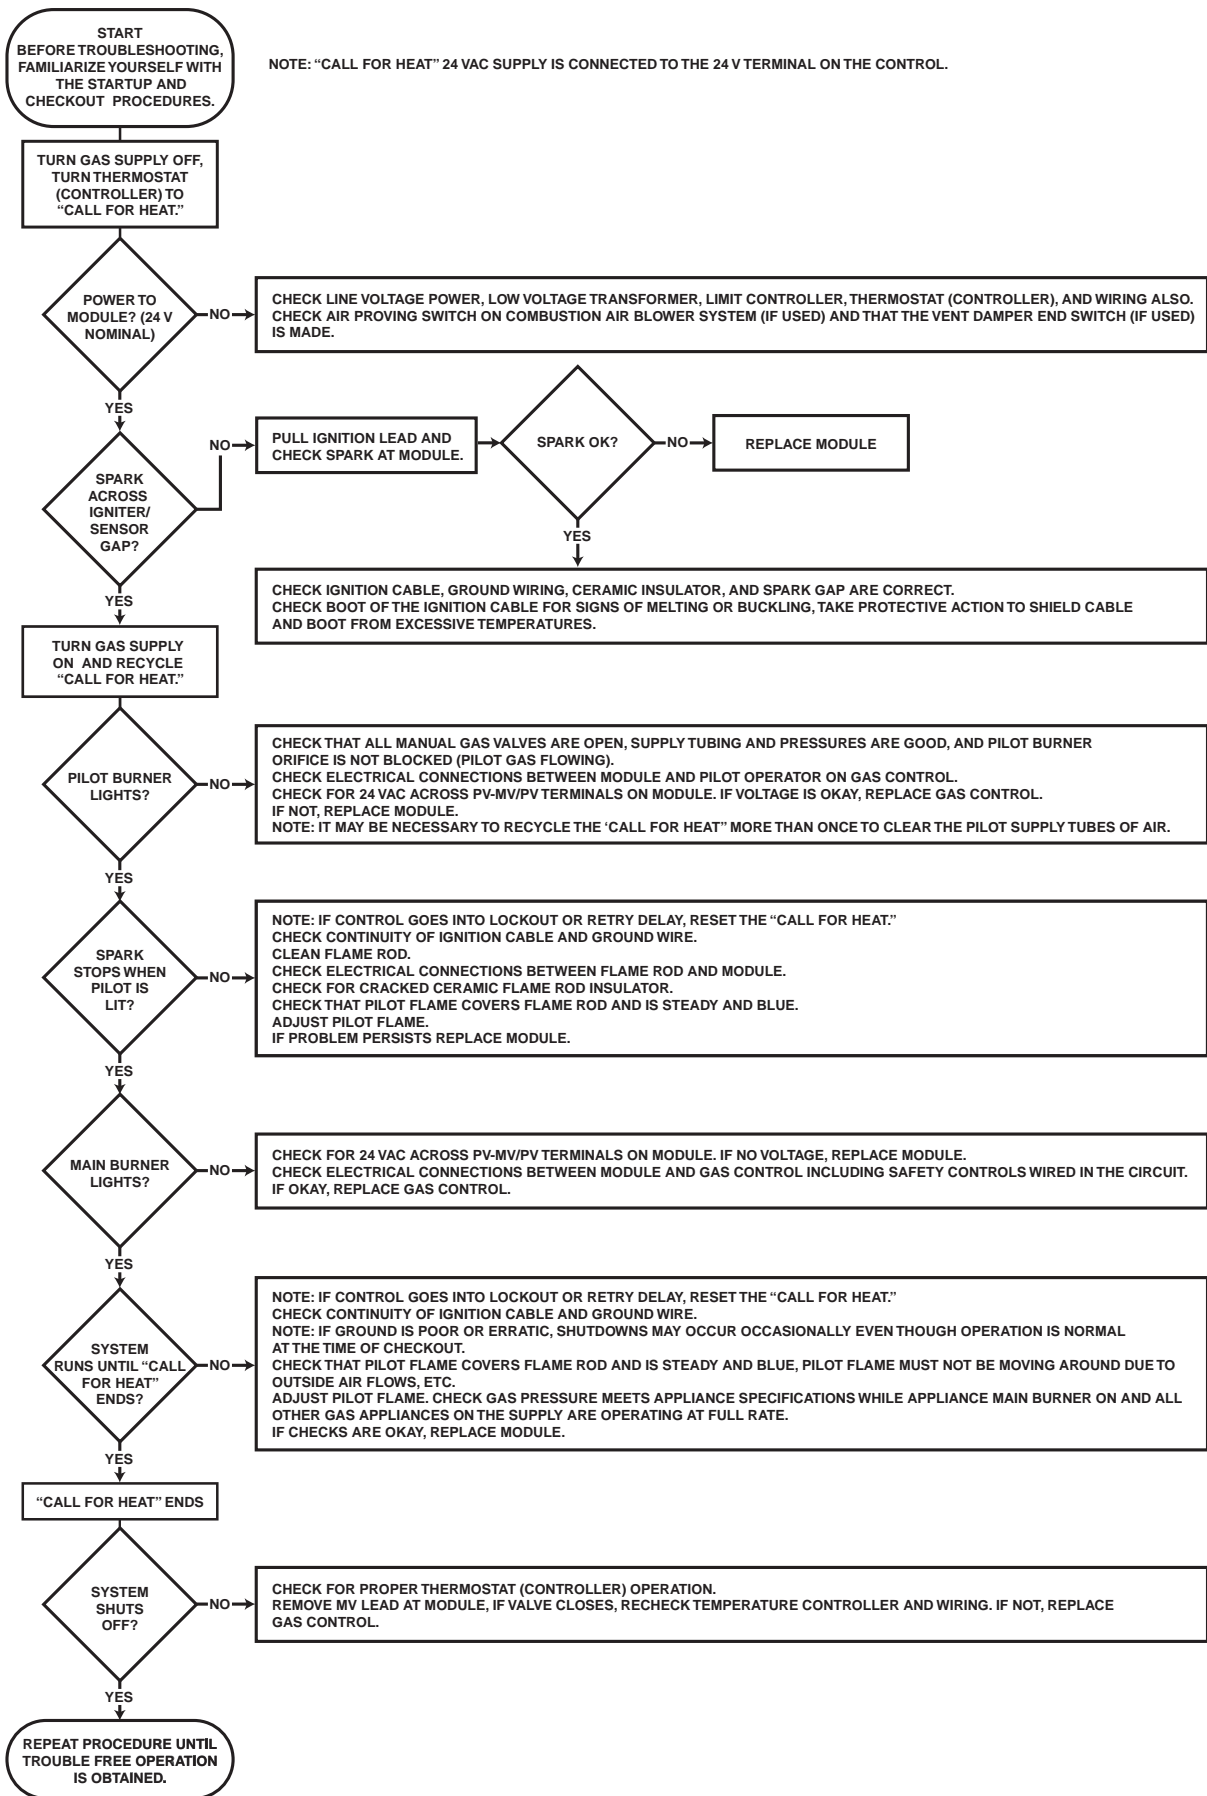 START
BEFORE TROUBLESHOOTING,
FAMILIARIZE YOURSELF WITH
THE STARTUP AND
CHECKOUT PROCEDURES.
NOTE: “CALL FOR HEAT” 24 VAC SUPPLY IS CONNECTED TO THE 24 V TERMINAL ON THE CONTROL.
TURN GAS SUPPLY OFF,
TURN THERMOSTAT
(CONTROLLER) TO
“CALL FOR HEAT.”
POWER TO
MODULE? (24 V
NOMINAL)
NO
CHECK LINE VOLTAGE POWER, LOW VOLTAGE TRANSFORMER, LIMIT CONTROLLER, THERMOSTAT (CONTROLLER), AND WIRING ALSO.
CHECK AIR PROVING SWITCH ON COMBUSTION AIR BLOWER SYSTEM (IF USED) AND THAT THE VENT DAMPER END SWITCH (IF USED)
IS MADE.
YES
SPARK
ACROSS
IGNITER/
SENSOR
GAP?
NO
PULL IGNITION LEAD AND
CHECK SPARK AT MODULE.
SPARK OK?
NO
REPLACE MODULE
YES
CHECK IGNITION CABLE, GROUND WIRING, CERAMIC INSULATOR, AND SPARK GAP ARE CORRECT.
CHECK BOOT OF THE IGNITION CABLE FOR SIGNS OF MELTING OR BUCKLING, TAKE PROTECTIVE ACTION TO SHIELD CABLE
AND BOOT FROM EXCESSIVE TEMPERATURES.
YES
TURN GAS SUPPLY
ON AND RECYCLE
“CALL FOR HEAT.”
PILOT BURNER
LIGHTS?
NO
CHECK THAT ALL MANUAL GAS VALVES ARE OPEN, SUPPLY TUBING AND PRESSURES ARE GOOD, AND PILOT BURNER
ORIFICE IS NOT BLOCKED (PILOT GAS FLOWING).
CHECK ELECTRICAL CONNECTIONS BETWEEN MODULE AND PILOT OPERATOR ON GAS CONTROL.
CHECK FOR 24 VAC ACROSS PV-MV/PV TERMINALS ON MODULE. IF VOLTAGE IS OKAY, REPLACE GAS CONTROL.
IF NOT, REPLACE MODULE.
NOTE: IT MAY BE NECESSARY TO RECYCLE THE ‘CALL FOR HEAT” MORE THAN ONCE TO CLEAR THE PILOT SUPPLY TUBES OF AIR.
YES
SPARK
STOPS WHEN
PILOT IS
LIT?
NO
NOTE: IF CONTROL GOES INTO LOCKOUT OR RETRY DELAY, RESET THE “CALL FOR HEAT.”
CHECK CONTINUITY OF IGNITION CABLE AND GROUND WIRE.
CLEAN FLAME ROD.
CHECK ELECTRICAL CONNECTIONS BETWEEN FLAME ROD AND MODULE.
CHECK FOR CRACKED CERAMIC FLAME ROD INSULATOR.
CHECK THAT PILOT FLAME COVERS FLAME ROD AND IS STEADY AND BLUE.
ADJUST PILOT FLAME.
IF PROBLEM PERSISTS REPLACE MODULE.
YES
MAIN BURNER
LIGHTS?
NO
CHECK FOR 24 VAC ACROSS PV-MV/PV TERMINALS ON MODULE. IF NO VOLTAGE, REPLACE MODULE.
CHECK ELECTRICAL CONNECTIONS BETWEEN MODULE AND GAS CONTROL INCLUDING SAFETY CONTROLS WIRED IN THE CIRCUIT.
IF OKAY, REPLACE GAS CONTROL.
YES
SYSTEM
RUNS UNTIL “CALL
FOR HEAT”
ENDS?
NO
NOTE: IF CONTROL GOES INTO LOCKOUT OR RETRY DELAY, RESET THE “CALL FOR HEAT.”
CHECK CONTINUITY OF IGNITION CABLE AND GROUND WIRE.
NOTE: IF GROUND IS POOR OR ERRATIC, SHUTDOWNS MAY OCCUR OCCASIONALLY EVEN THOUGH OPERATION IS NORMAL
AT THE TIME OF CHECKOUT.
CHECK THAT PILOT FLAME COVERS FLAME ROD AND IS STEADY AND BLUE, PILOT FLAME MUST NOT BE MOVING AROUND DUE TO
OUTSIDE AIR FLOWS, ETC.
ADJUST PILOT FLAME. CHECK GAS PRESSURE MEETS APPLIANCE SPECIFICATIONS WHILE APPLIANCE MAIN BURNER ON AND ALL
OTHER GAS APPLIANCES ON THE SUPPLY ARE OPERATING AT FULL RATE.
IF CHECKS ARE OKAY, REPLACE MODULE.
YES
“CALL FOR HEAT” ENDS
SYSTEM
SHUTS
OFF?
NO
CHECK FOR PROPER THERMOSTAT (CONTROLLER) OPERATION.
REMOVE MV LEAD AT MODULE, IF VALVE CLOSES, RECHECK TEMPERATURE CONTROLLER AND WIRING. IF NOT, REPLACE
GAS CONTROL.
YES
REPEAT PROCEDURE UNTIL
TROUBLE FREE OPERATION
IS OBTAINED.